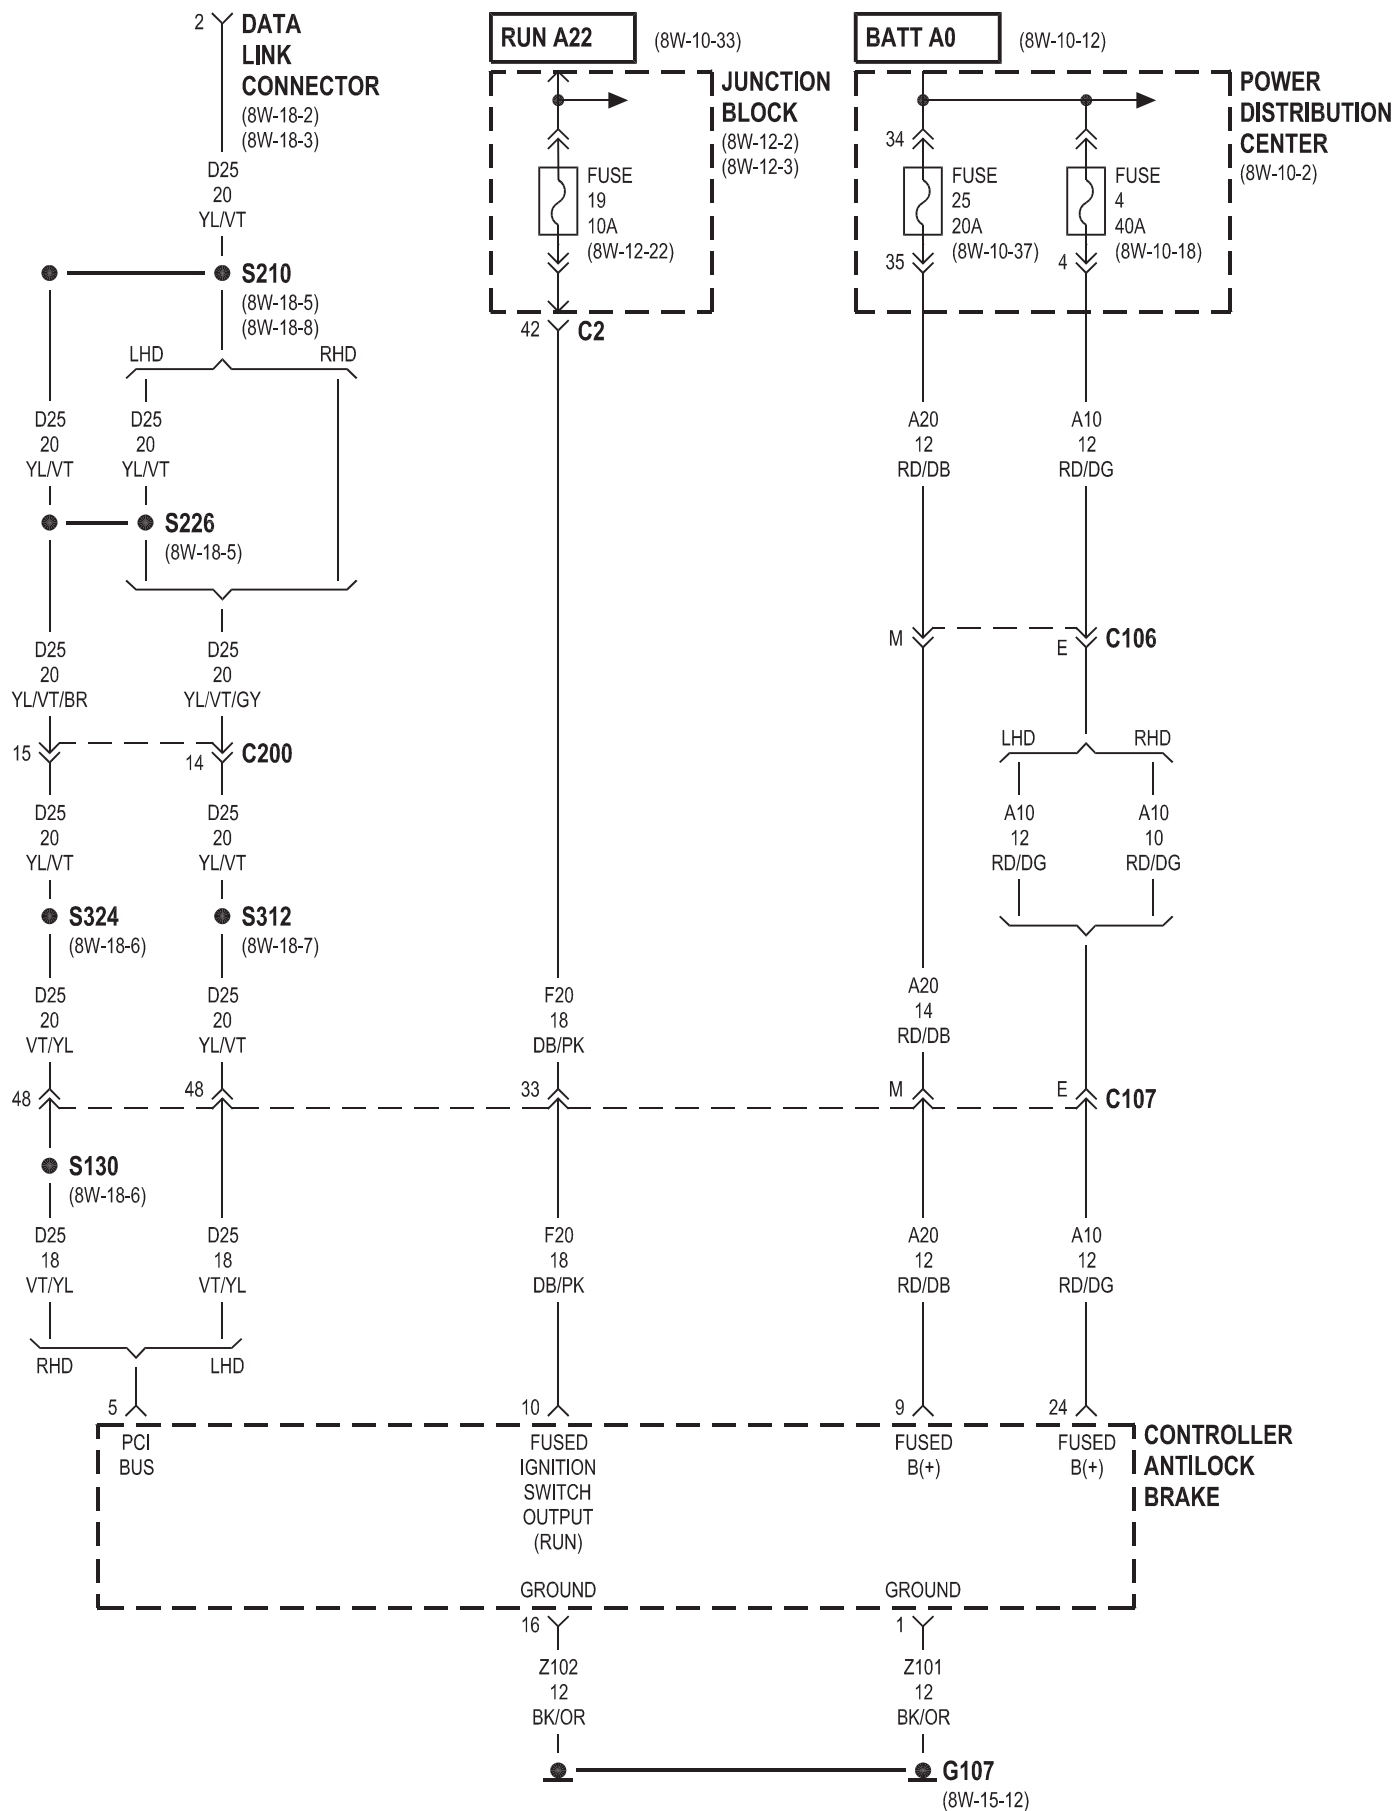 2
DATA
LINK
CONNECTOR
(8W-18-2)
(8W-18-3)
D25
20
YL/VT
S210
(8W-18-5)
(8W-18-8)
LHD
RHD
D25
20
YL/VT
D25
20
YL/VT
S226
(8W-18-5)
D25
20
YL/VT/BR
D25
20
YL/VT/GY
15
14
C200
D25
20
YL/VT
D25
20
YL/VT
S324
(8W-18-6)
S312
(8W-18-7)
D25
20
VT/YL
D25
20
YL/VT
48
48
S130
(8W-18-6)
D25
18
VT/YL
D25
18
VT/YL
RHD
LHD
RUN A22
(8W-10-33)
JUNCTION
BLOCK
(8W-12-2)
(8W-12-3)
FUSE
19
10A
(8W-12-22)
42
C2
F20
18
DB/PK
33
F20
18
DB/PK
BATT A0
(8W-10-12)
POWER
DISTRIBUTION
CENTER
(8W-10-2)
34
FUSE
25
20A
(8W-10-37)
35
FUSE
4
40A
(8W-10-18)
4
A20
12
RD/DB
A10
12
RD/DG
M
E
C106
LHD
RHD
A10
12
RD/DG
A10
10
RD/DG
A20
14
RD/DB
M
E
C107
A20
12
RD/DB
A10
12
RD/DG
5
10
9
24
PCI
BUS
FUSED
IGNITION
SWITCH
OUTPUT
(RUN)
FUSED
B(+)
FUSED
B(+)
CONTROLLER
ANTILOCK
BRAKE
GROUND
GROUND
16
1
Z102
12
BK/OR
Z101
12
BK/OR
G107
(8W-15-12)